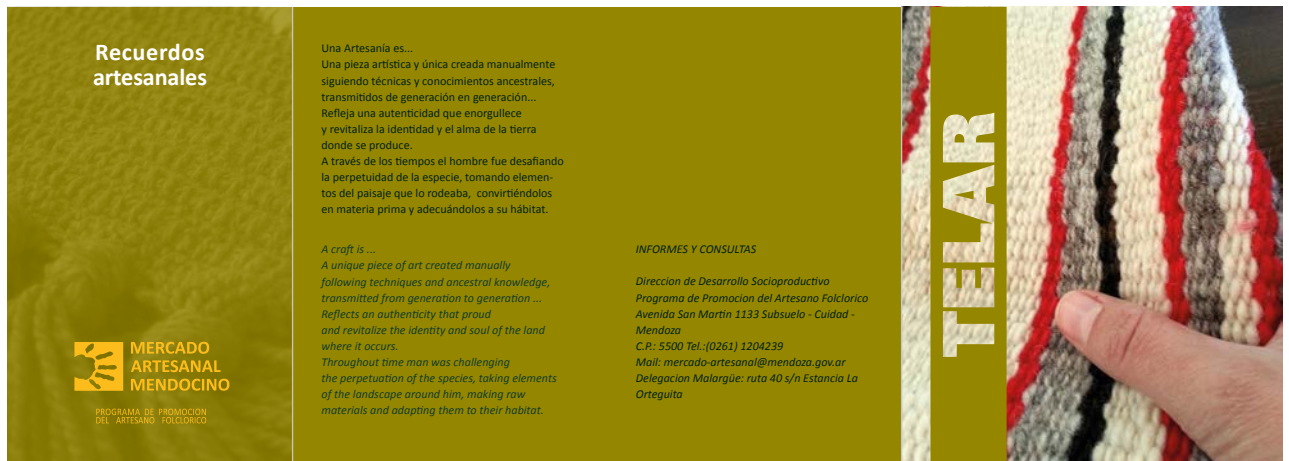 Recuerdos
artesanales
MERCADO
ARTESANAL
MENDOCINO
PROGRAMA DE PROMOCION
DEL ARTESANO FOLCLORICO
Una Artesanía es...
Una pieza artística y única creada manualmente
siguiendo técnicas y conocimientos ancestrales,
transmitidos de generación en generación...
Refleja una autenticidad que enorgullece
y revitaliza la identidad y el alma de la tierra
donde se produce.
A través de los tiempos el hombre fue desafiando
la perpetuidad de la especie, tomando elemen-
tos del paisaje que lo rodeaba, convirtiéndolos
en materia prima y adecuándolos a su hábitat.
A craft is ...
A unique piece of art created manually
following techniques and ancestral knowledge,
transmitted from generation to generation ...
Reflects an authenticity that proud
and revitalize the identity and soul of the land
where it occurs.
Throughout time man was challenging
the perpetuation of the species, taking elements
of the landscape around him, making raw
materials and adapting them to their habitat.
INFORMES Y CONSULTAS
Direccion de Desarrollo Socioproductivo
Programa de Promocion del Artesano Folclorico
Avenida San Martin 1133 Subsuelo - Cuidad -
Mendoza
C.P.: 5500 Tel.:(0261) 1204239
Mail: mercado-artesanal@mendoza.gov.ar
Delegacion Malargüe: ruta 40 s/n Estancia La
Orteguita
TELAR